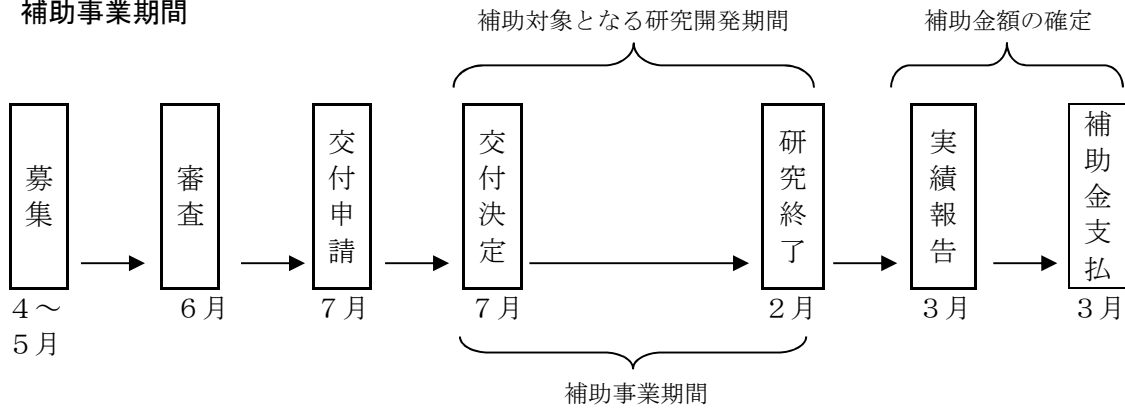 補助事業期間
補助対象となる研究開発期間
補助金額の確定
募集
審査
交付申請
交付決定
研究終了
実績報告
補助金支払
4～
5月
6月
7月
7月
2月
3月
3月
補助事業期間